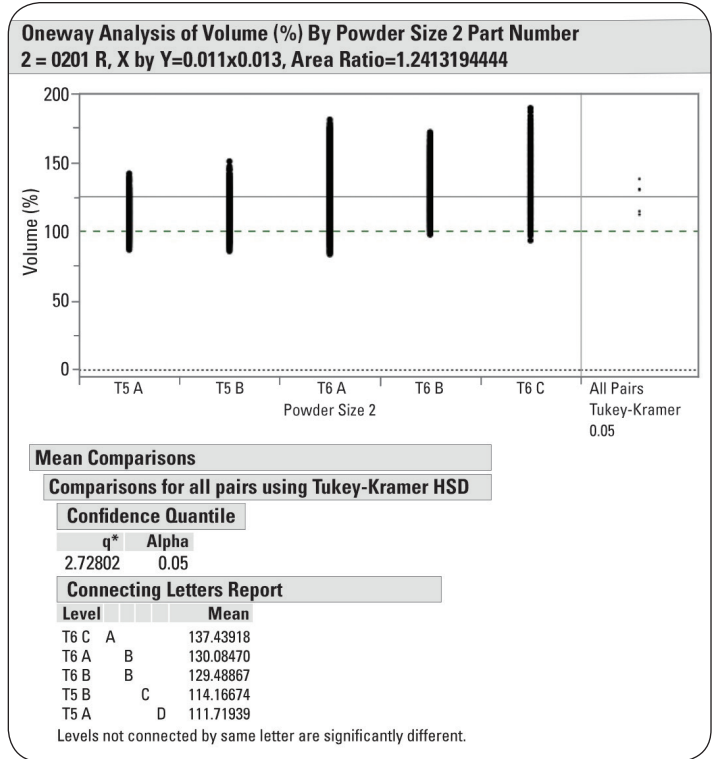 Oneway Analysis of Volume (%) By Powder Size 2 Part Number
2 = 0201 R, X by Y=0.011x0.013, Area Ratio=1.2413194444
200
150
100
50
0
Volume (%)
T5 A T5 B T6 A T6 B T6 C All Pairs
Powder Size 2 Tukey-Kramer
0.05
Mean Comparisons
Comparisons for all pairs using Tukey-Kramer HSD
Confidence Quantile
q* Alpha
2.72802 0.05
Connecting Letters Report
Level Mean
T6 C A 137.43918
T6 A B 130.08470
T6 B B 129.48867
T5 B C 114.16674
T5 A D 111.71939
Levels not connected by same letter are significantly different.